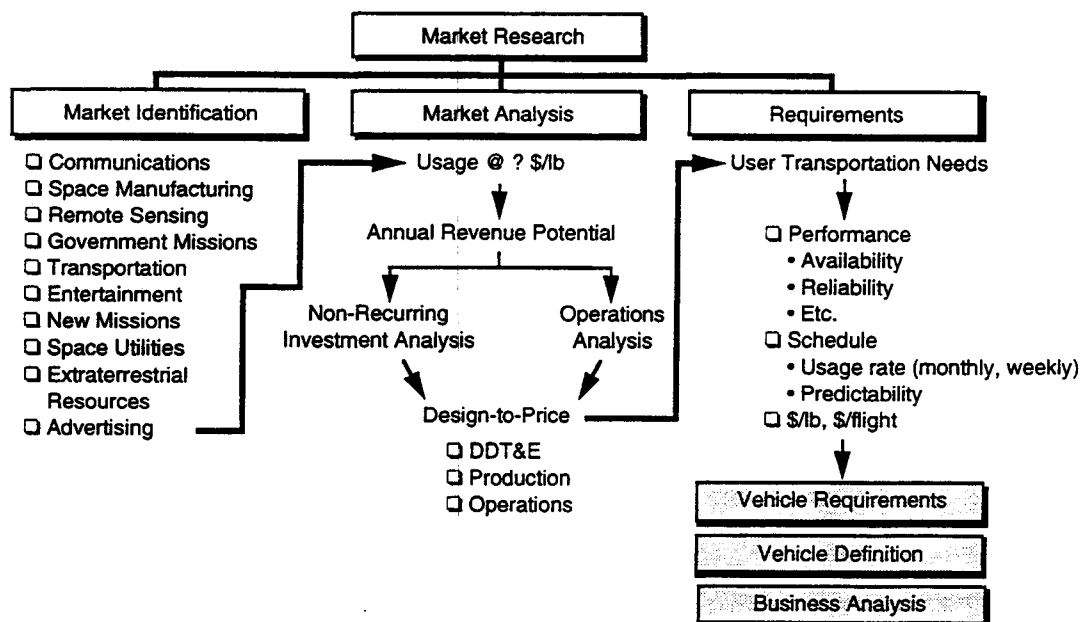 Market Research
Market Identification
❑ Communications
❑ Space Manufacturing
❑ Remote Sensing
❑ Government Missions
❑ Transportation
❑ Entertainment
❑ New Missions
❑ Space Utilities
❑ Extraterrestrial
Resources
❑ Advertising
Market Analysis
Usage @ ? $/lb
Annual Revenue Potential
Non-Recurring
Investment Analysis
Operations
Analysis
Design-to-Price
❑ DDT&E
❑ Production
❑ Operations
Requirements
User Transportation Needs
❑ Performance
• Availability
• Reliability
• Etc.
❑ Schedule
• Usage rate (monthly, weekly)
• Predictability
❑ $/lb, $/flight
Vehicle Requirements
Vehicle Definition
Business Analysis